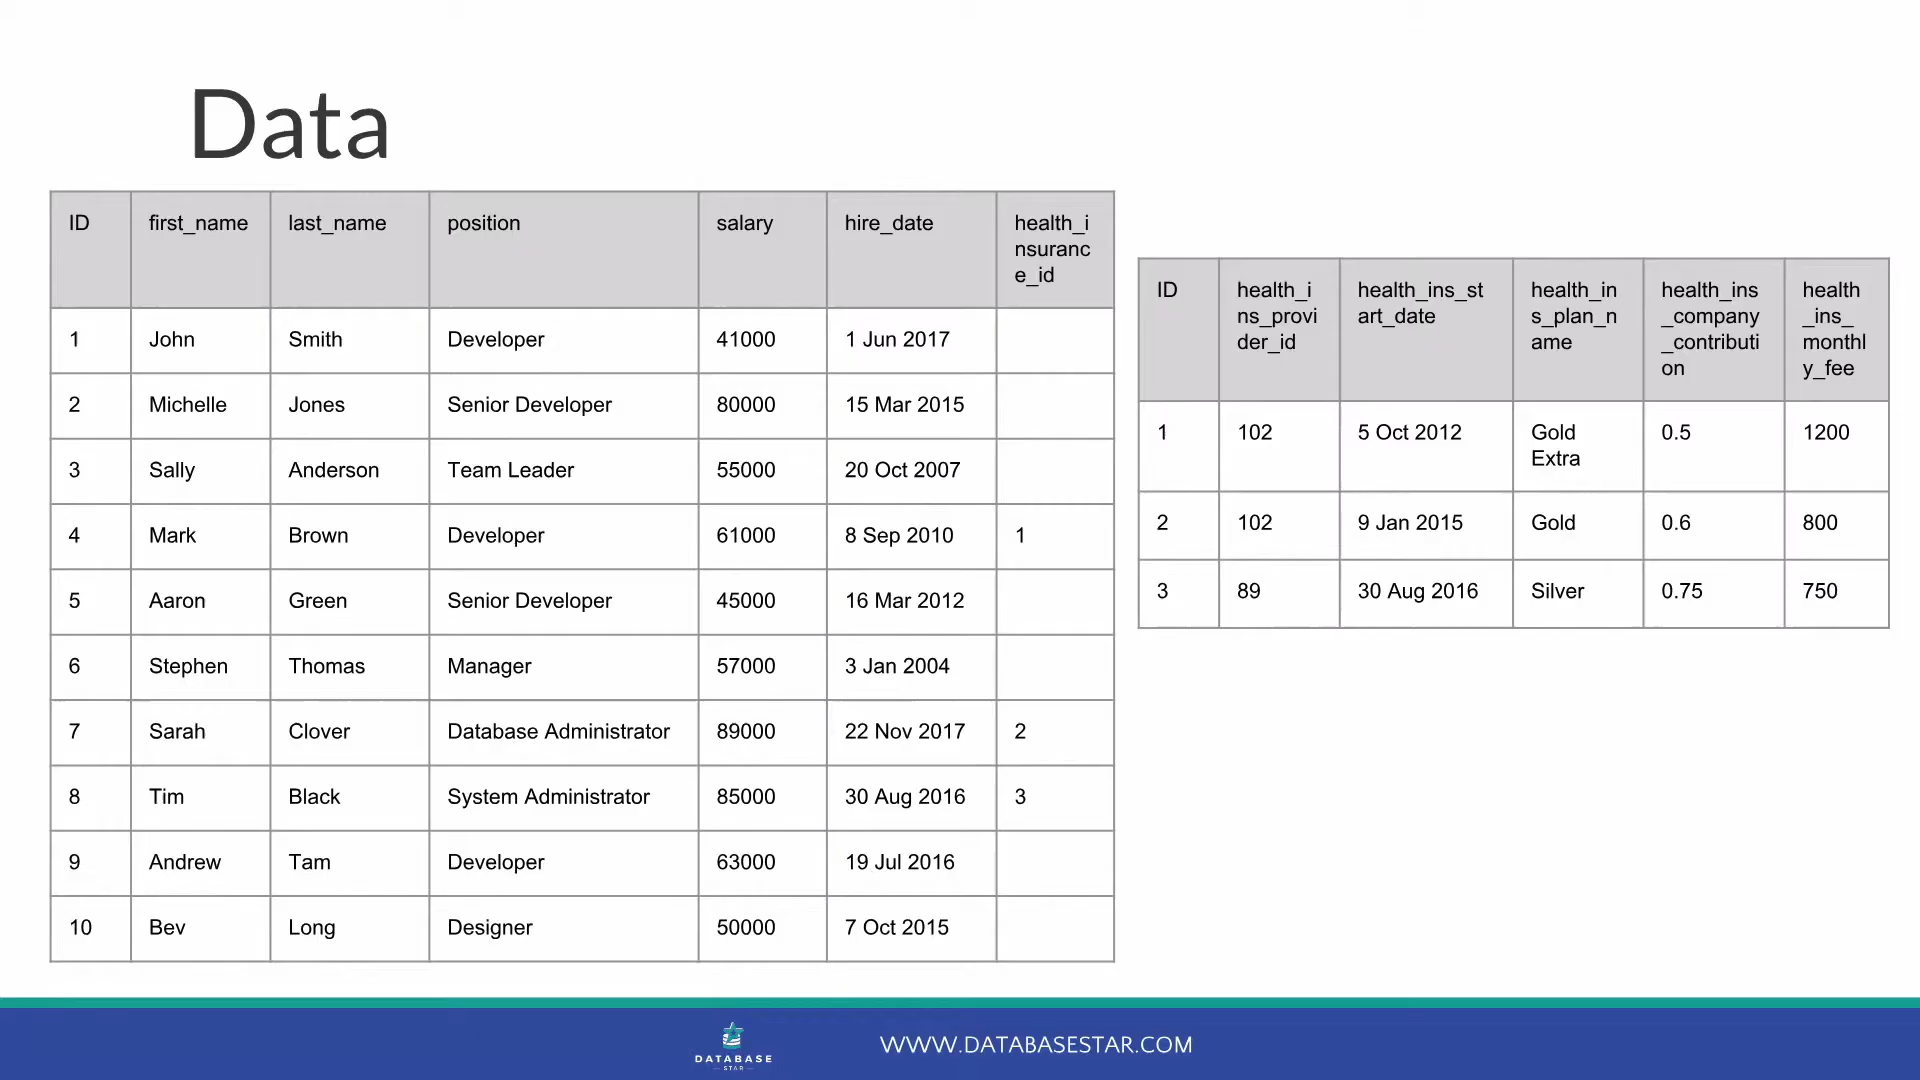 Data
ID first_name last_name position salary hire_date health_i
nsuranc
e_id
1 John Smith Developer 41000 1 Jun 2017
2 Michelle Jones Senior Developer 80000 15 Mar 2015
3 Sally Anderson Team Leader 55000 20 Oct 2007
4 Mark Brown Developer 61000 8 Sep 2010 1
5 Aaron Green Senior Developer 45000 16 Mar 2012
6 Stephen Thomas Manager 57000 3 Jan 2004
7 Sarah Clover Database Administrator 89000 22 Nov 2017 2
8 Tim Black System Administrator 85000 30 Aug 2016 3
9 Andrew Tam Developer 63000 19 Jul 2016
10 Bev Long Designer 50000 7 Oct 2015
ID health_i health_ins_st health_in health_ins health
ns_provi art_date s_plan_n _company _ins_
der_id ame _contributi monthl
on y_fee
1 102 5 Oct 2012 Gold 0.5 1200
Extra
2 102 9 Jan 2015 Gold 0.6 800
3 89 30 Aug 2016 Silver 0.75 750
DATABASE
STAR
WWW.DATABASESTAR.COM